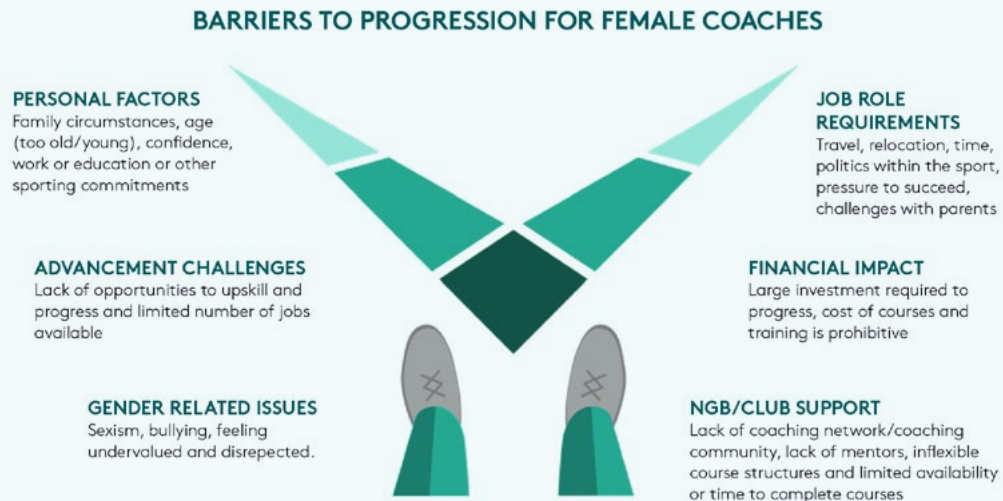 BARRIERS TO PROGRESSION FOR FEMALE COACHES
PERSONAL FACTORS
Family circumstances, age
(too old/young), confidence,
work or education or other
sporting commitments
JOB ROLE
REQUIREMENTS
Travel, relocation, time,
politics within the sport,
pressure to succeed,
challenges with parents
ADVANCEMENT CHALLENGES
Lack of opportunities to upskill and
progress and limited number of jobs
available
FINANCIAL IMPACT
Large investment required to
progress, cost of courses and
training is prohibitive
GENDER RELATED ISSUES
Sexism, bullying, feeling
undervalued and disrepected.
NGB/CLUB SUPPORT
Lack of coaching network/coaching
community, lack of mentors, inflexible
course structures and limited availability
or time to complete courses